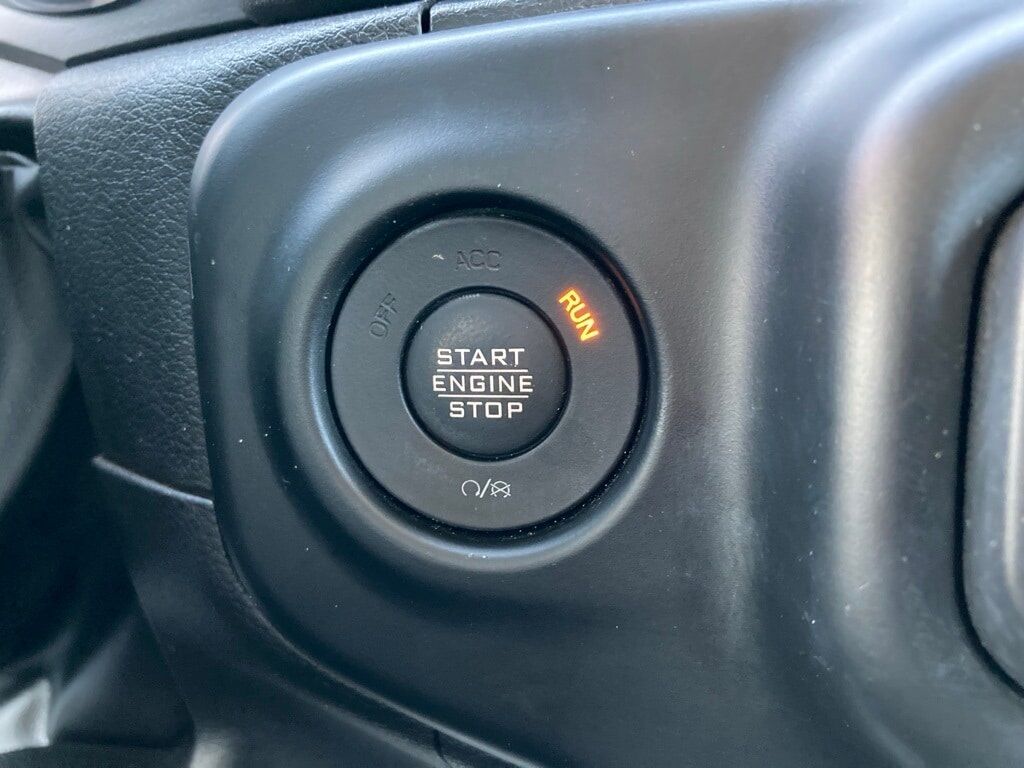 ACC
OFF
RUN
START
ENGINE
STOP